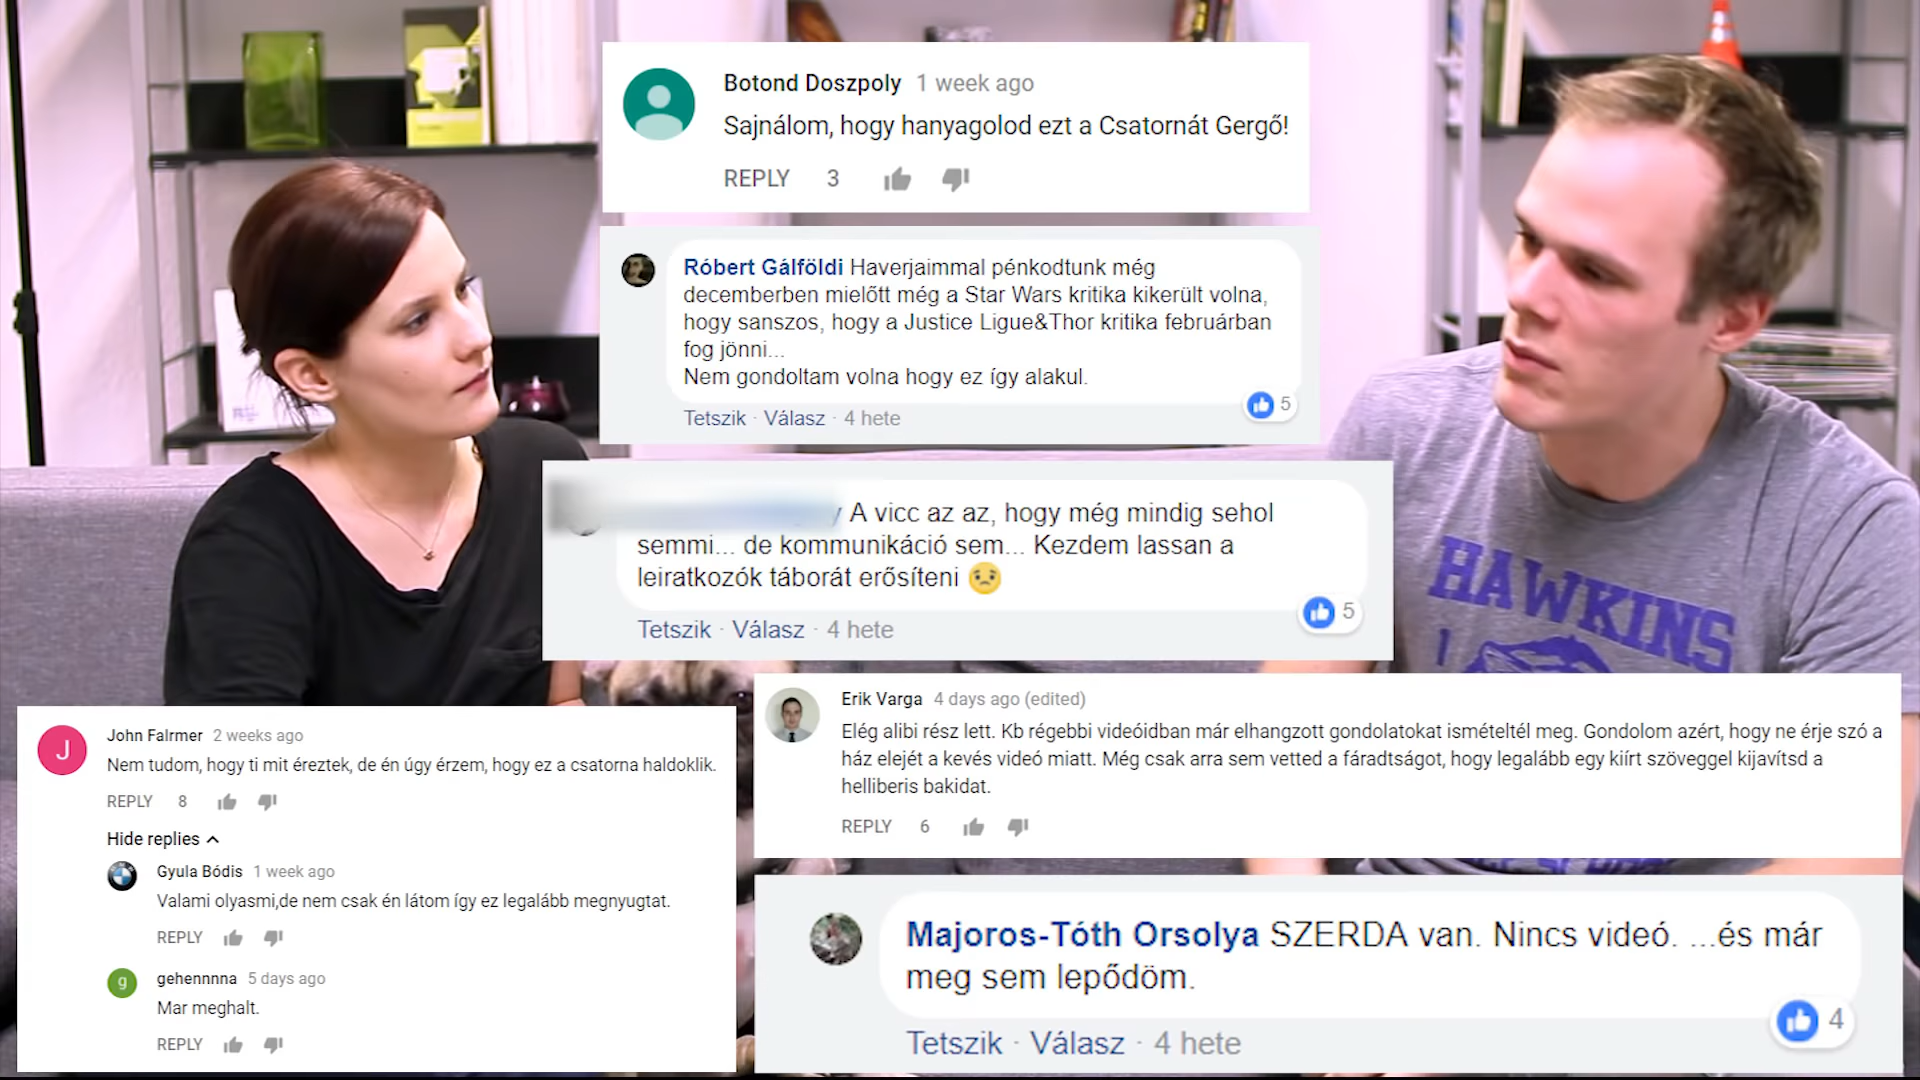 Botond Doszpoly 1 week ago
Sajnálom, hogy hanyagolod ezt a Csatornát Gergő!
REPLY 3
Róbert Gálföldi Haverjaimmal pénkodtunk még
decemberben mielőtt még a Star Wars kritika kikerült volna,
hogy sanszos, hogy a Justice Ligue&Thor kritika februárban
fog jönni...
Nem gondoltam volna hogy ez így alakul.
Tetszik · Válasz · 4 hete
5
A vicc az az, hogy még mindig sehol
semmi... de kommunikáció sem... Kezdem lassan a
leiratkozók táborát erősíteni 😟
Tetszik · Válasz · 4 hete
5
HAWKINS
1
J
John Falrmer 2 weeks ago
Nem tudom, hogy ti mit éreztek, de én úgy érzem, hogy ez a csatorna haldoklik.
REPLY 8
Hide replies
Gyula Bódis 1 week ago
Valami olyasmi,de nem csak én látom így ez legalább megnyugtat.
REPLY
g
gehennnna 5 days ago
Mar meghalt.
REPLY
Erik Varga 4 days ago (edited)
Elég alibi rész lett. Kb régebbi videóidban már elhangzott gondolatokat ismételtél meg. Gondolom azért, hogy ne érje szó a
ház elejét a kevés videó miatt. Még csak arra sem vetted a fáradtságot, hogy legalább egy kiírt szöveggel kijavítsd a
helliberis bakidat.
REPLY 6
Majoros-Tóth Orsolya SZERDA van. Nincs videó. ...és már
meg sem lepődöm.
Tetszik · Válasz · 4 hete
4